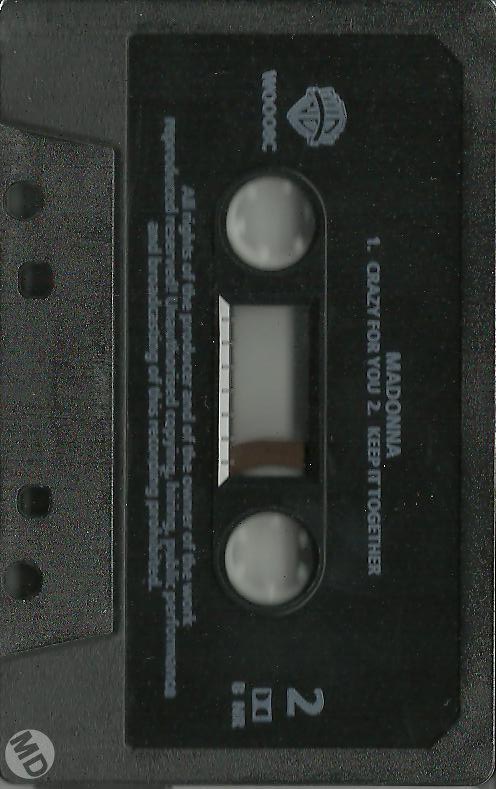 MADONNA
1. CRAZY FOR YOU 2. KEEP IT TOGETHER
W0008C
2
B NR
All rights of the producer and of the owner of the work
reproduced reserved! Unauthorised copying, hiring, public performance
and broadcasting of this recording prohibited.
MD